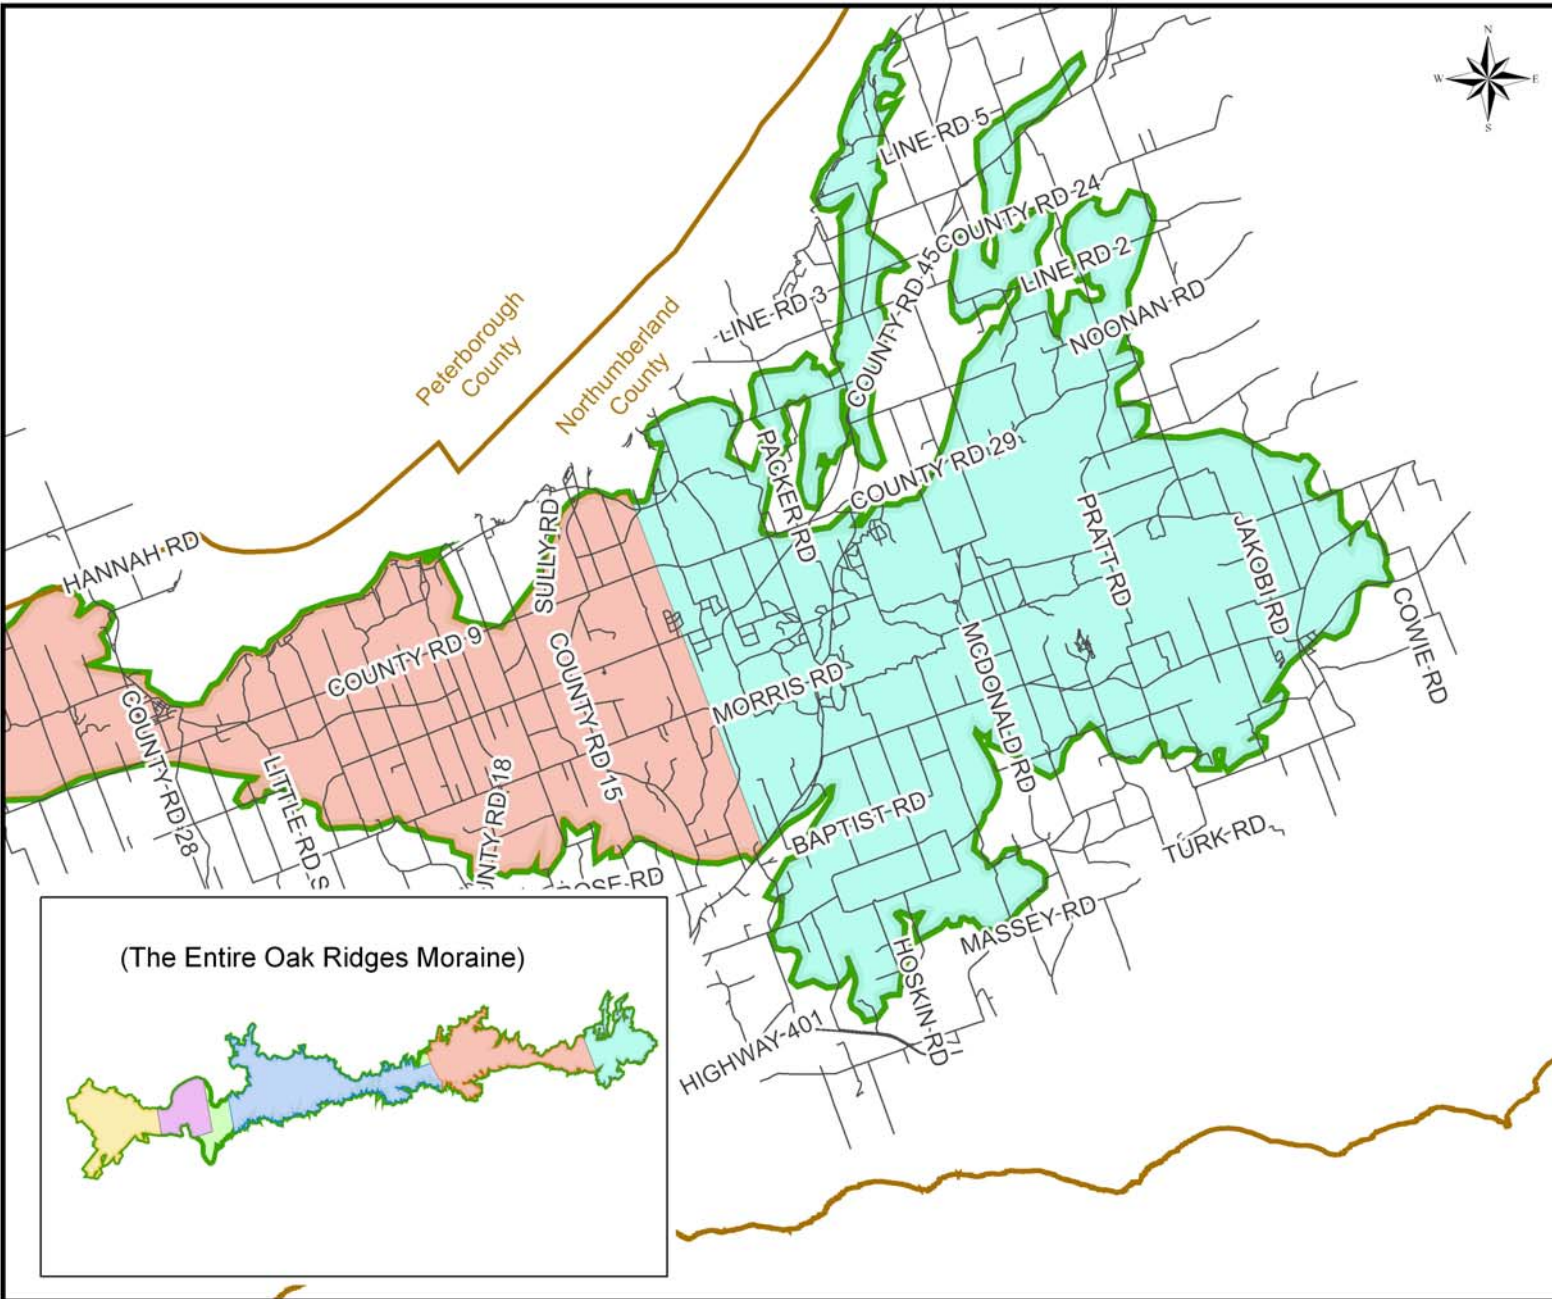 N
W
E
S
LINE RD 5
COUNTY RD 24
LINE RD 2
COUNTY RD 45
LINE RD 3
NOONAN RD
Peterborough
County
Northumberland
County
COUNTY RD 29
PACKER RD
PRATT RD
JAKOBI RD
COWIE RD
HANNAH RD
SULLY RD
COUNTY RD 9
COUNTY RD 15
MORRIS RD
MCDONALD RD
COUNTY RD 28
LITTLE RD S
UNTY RD 18
BAPTIST RD
TURK RD
ROSE RD
MASSEY RD
HOSKIN RD
HIGHWAY 401
(The Entire Oak Ridges Moraine)